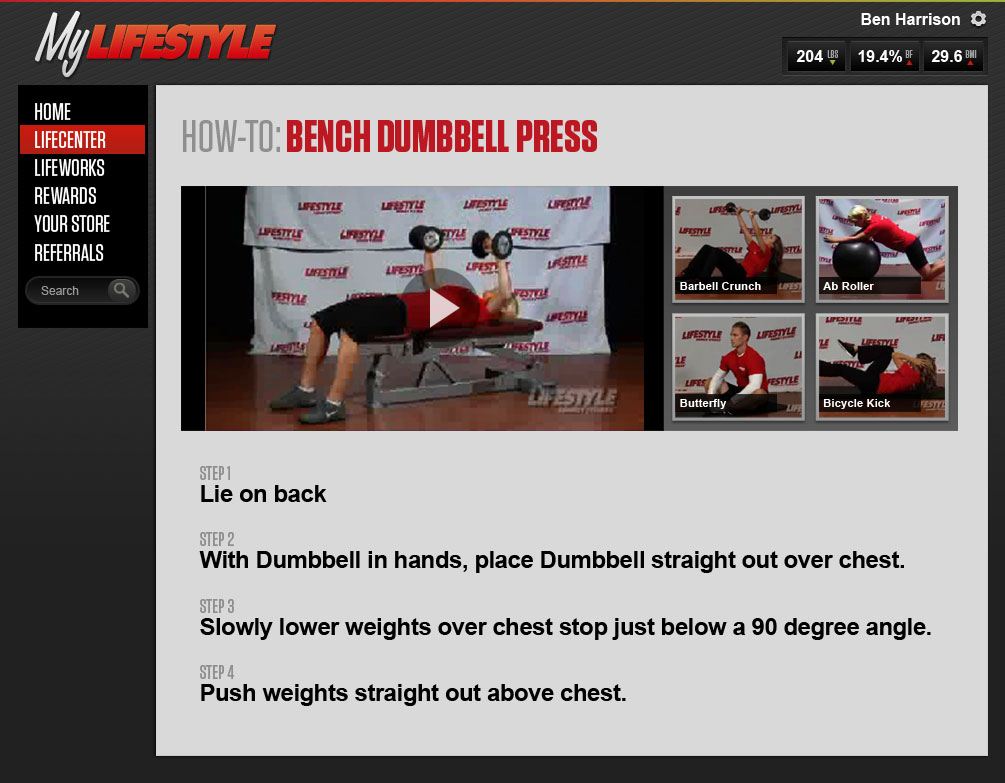 Ben Harrison
My LIFESTYLE
204 LBS
19.4% BF
29.6 BMI
HOME
LIFECENTER
LIFEWORKS
REWARDS
YOUR STORE
REFERRALS
Search
HOW-TO: BENCH DUMBBELL PRESS
LIFESTYLE
Barbell Crunch
Ab Roller
Butterfly
Bicycle Kick
STEP 1
Lie on back
STEP 2
With Dumbbell in hands, place Dumbbell straight out over chest.
STEP 3
Slowly lower weights over chest stop just below a 90 degree angle.
STEP 4
Push weights straight out above chest.